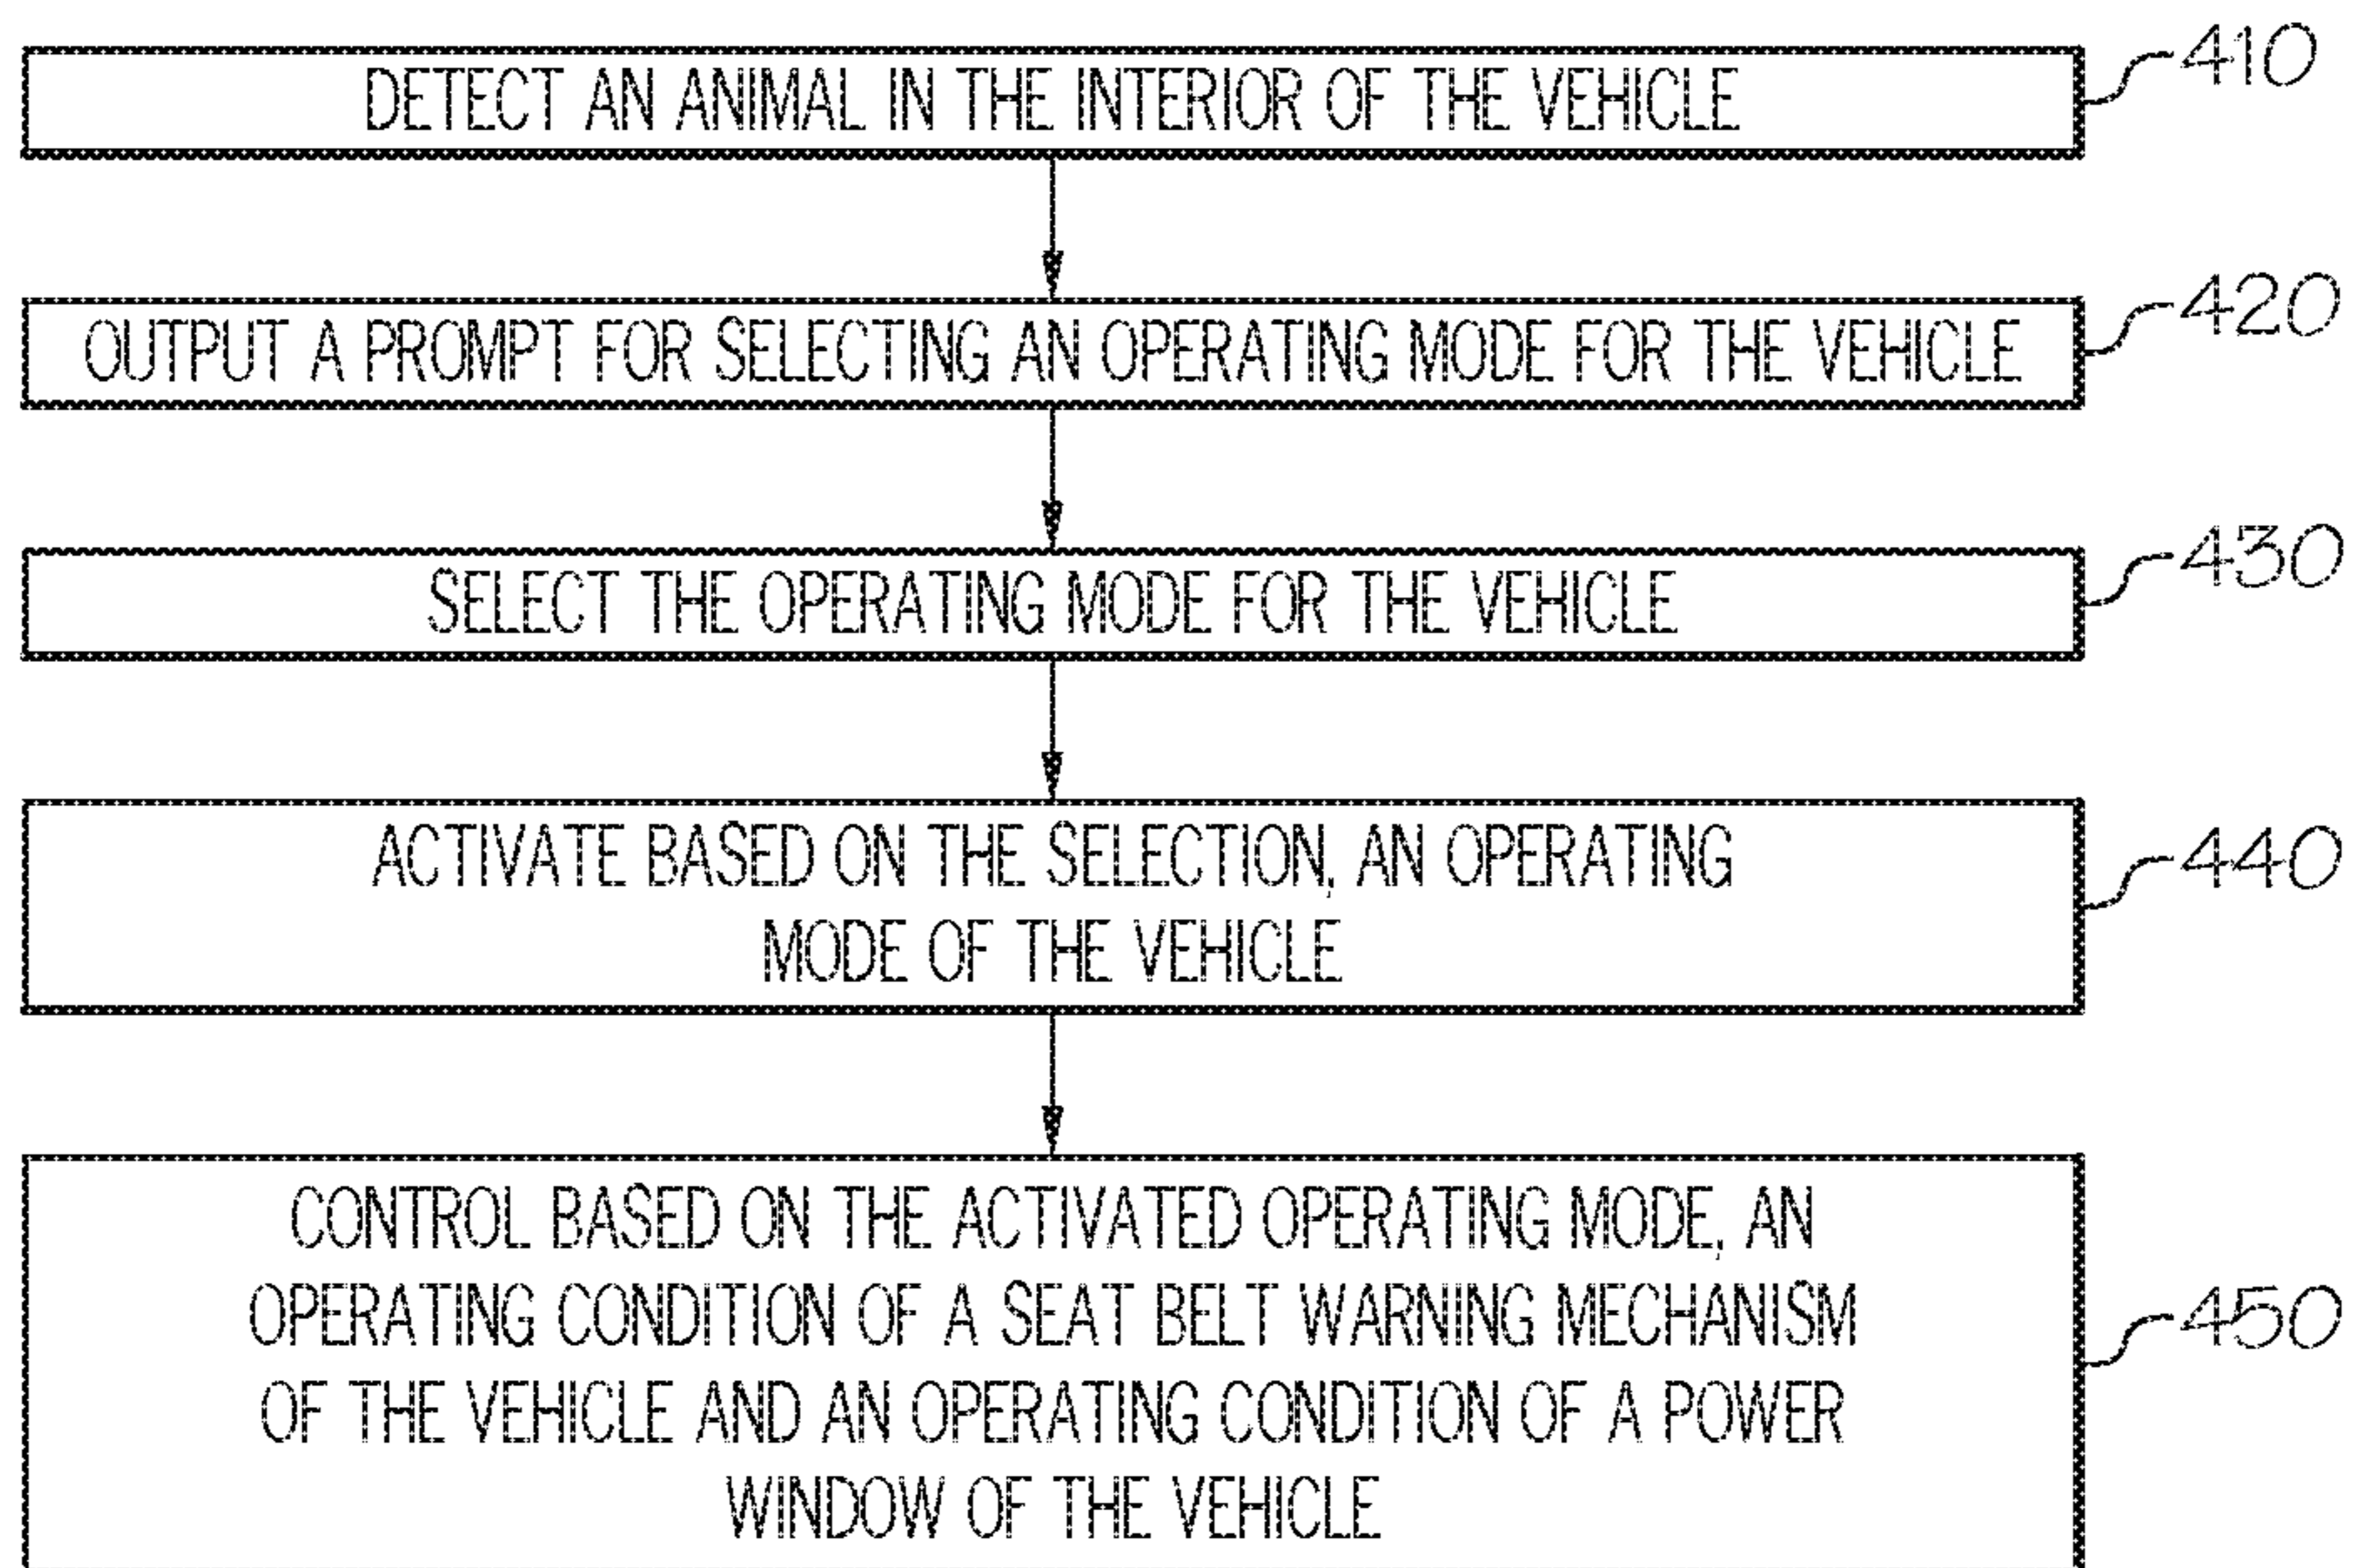 DETECT AN ANIMAL IN THE INTERIOR OF THE VEHICLE
410
OUTPUT A PROMPT FOR SELECTING AN OPERATING MODE FOR THE VEHICLE
420
SELECT THE OPERATING MODE FOR THE VEHICLE
430
ACTIVATE BASED ON THE SELECTION, AN OPERATING
MODE OF THE VEHICLE
440
CONTROL BASED ON THE ACTIVATED OPERATING MODE, AN
OPERATING CONDITION OF A SEAT BELT WARNING MECHANISM
OF THE VEHICLE AND AN OPERATING CONDITION OF A POWER
WINDOW OF THE VEHICLE
450